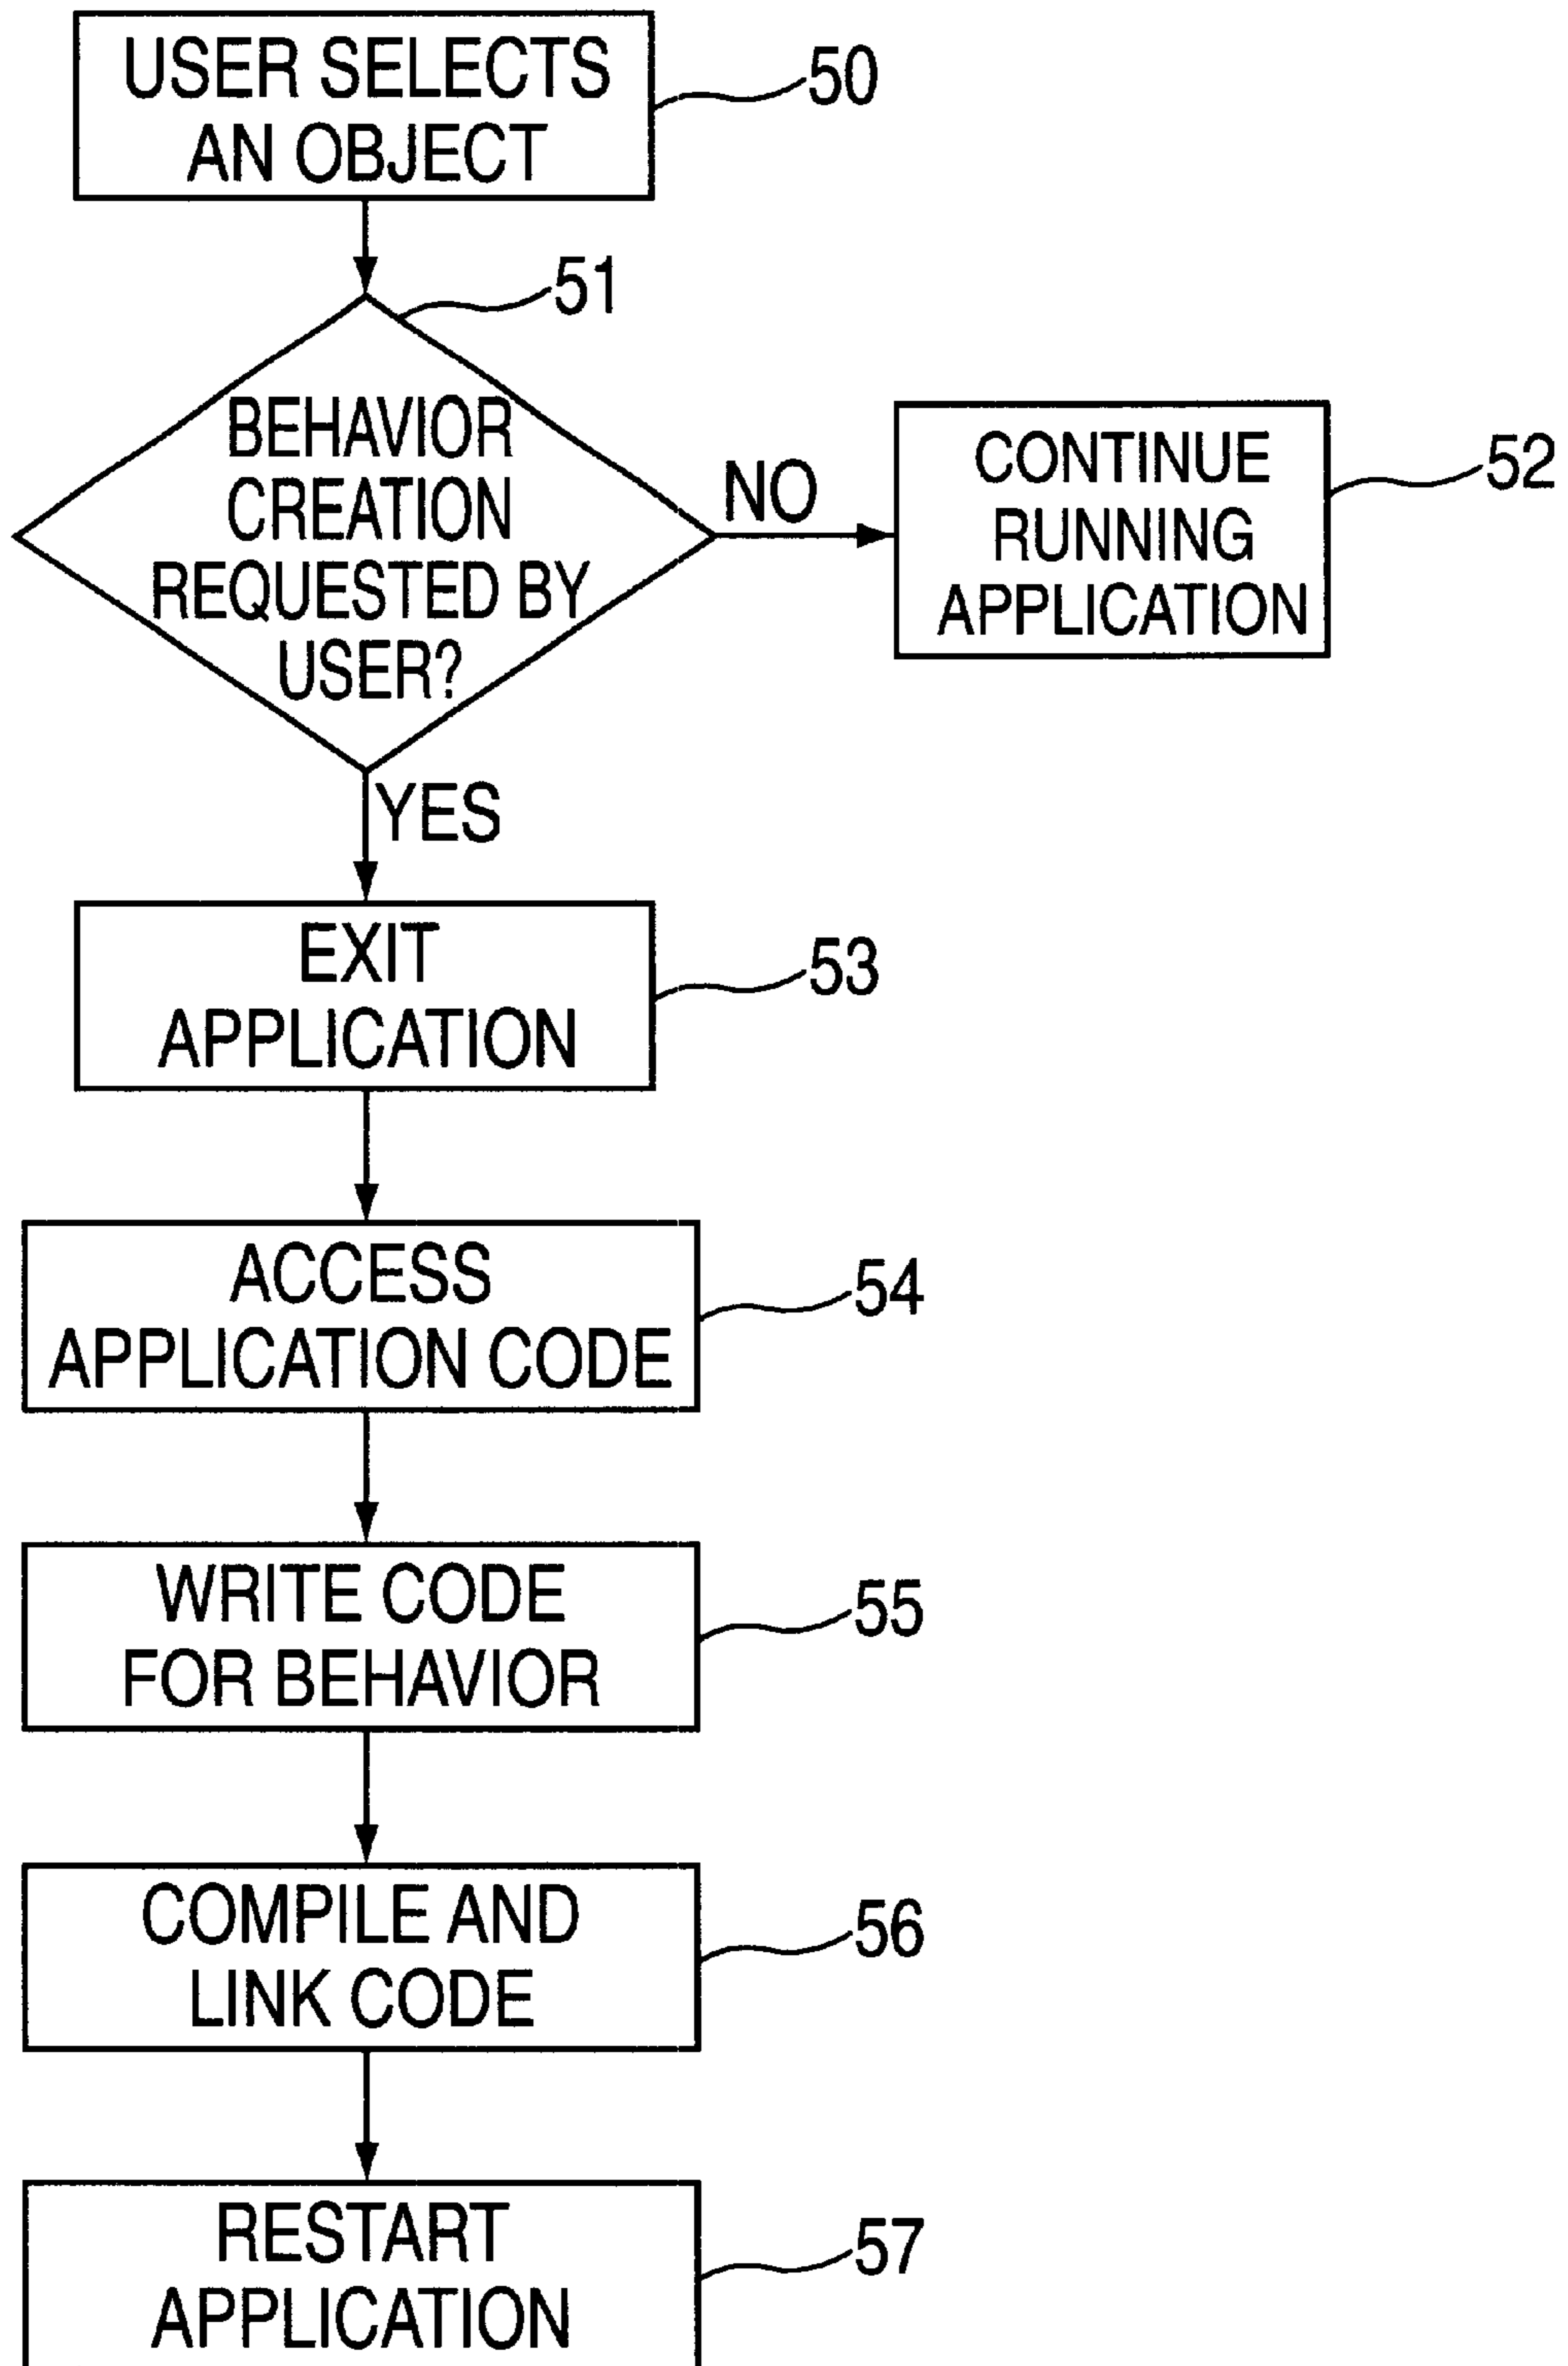 USER SELECTS
AN OBJECT
50
51
BEHAVIOR
CREATION
REQUESTED BY
USER?
NO
CONTINUE
RUNNING
APPLICATION
52
YES
EXIT
APPLICATION
53
ACCESS
APPLICATION CODE
54
WRITE CODE
FOR BEHAVIOR
55
COMPILE AND
LINK CODE
56
RESTART
APPLICATION
57